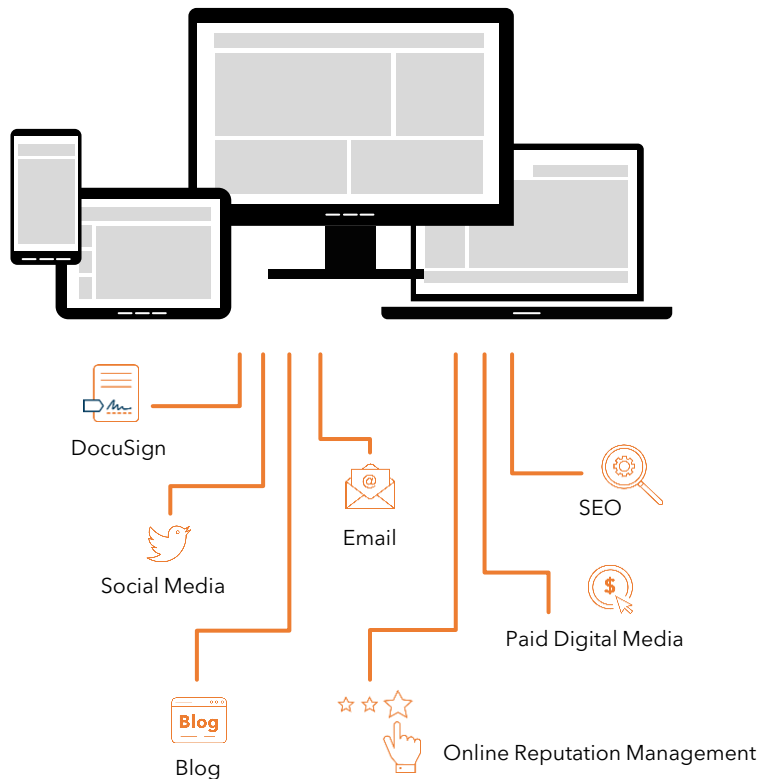 DocuSign
@
Email
SEO
Social Media
$
Paid Digital Media
Blog
Blog
Online Reputation Management